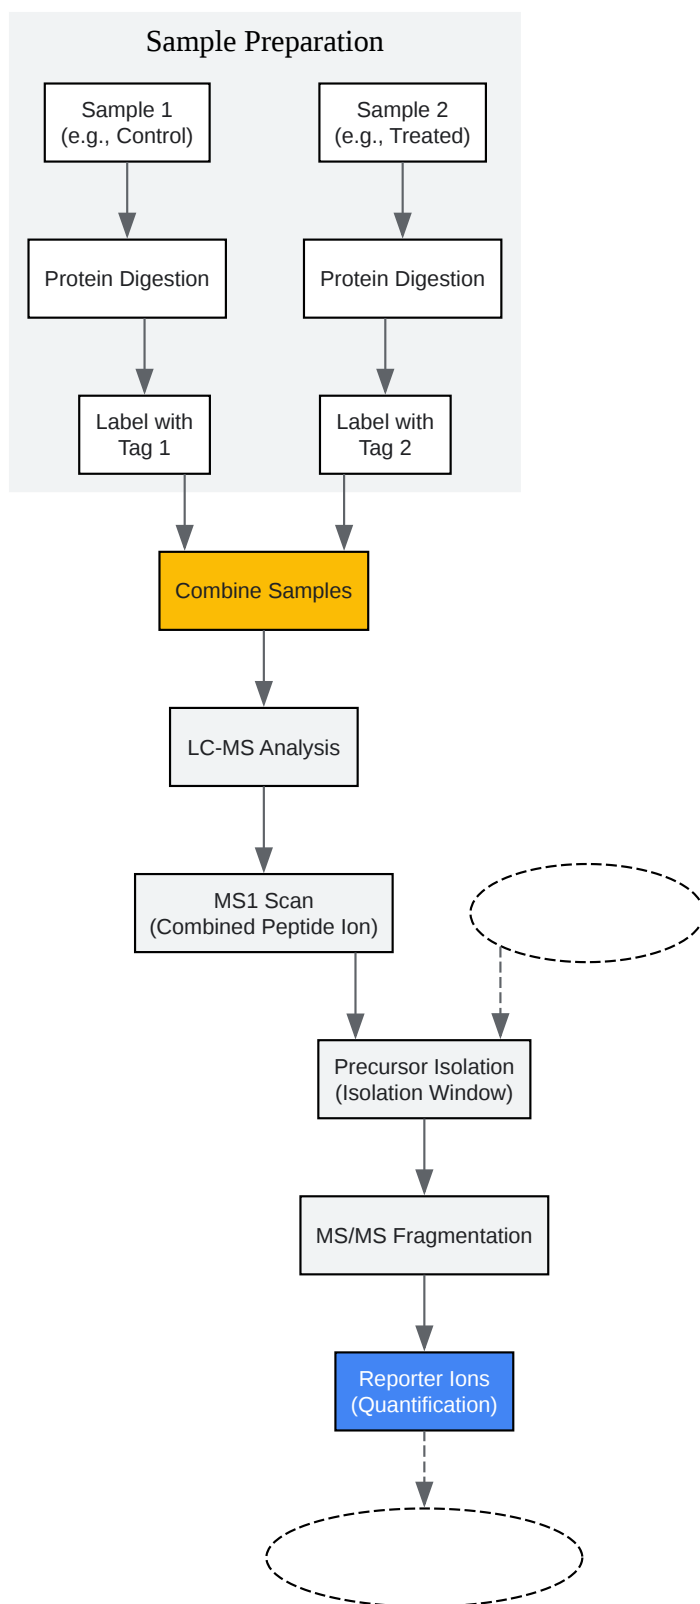 Sample Preparation
Sample 1
(e.g., Control)
Sample 2
(e.g., Treated)
Protein Digestion
Protein Digestion
Label with
Tag 1
Label with
Tag 2
Combine Samples
LC-MS Analysis
MS1 Scan
(Combined Peptide Ion)
Precursor Isolation
(Isolation Window)
MS/MS Fragmentation
Reporter Ions
(Quantification)